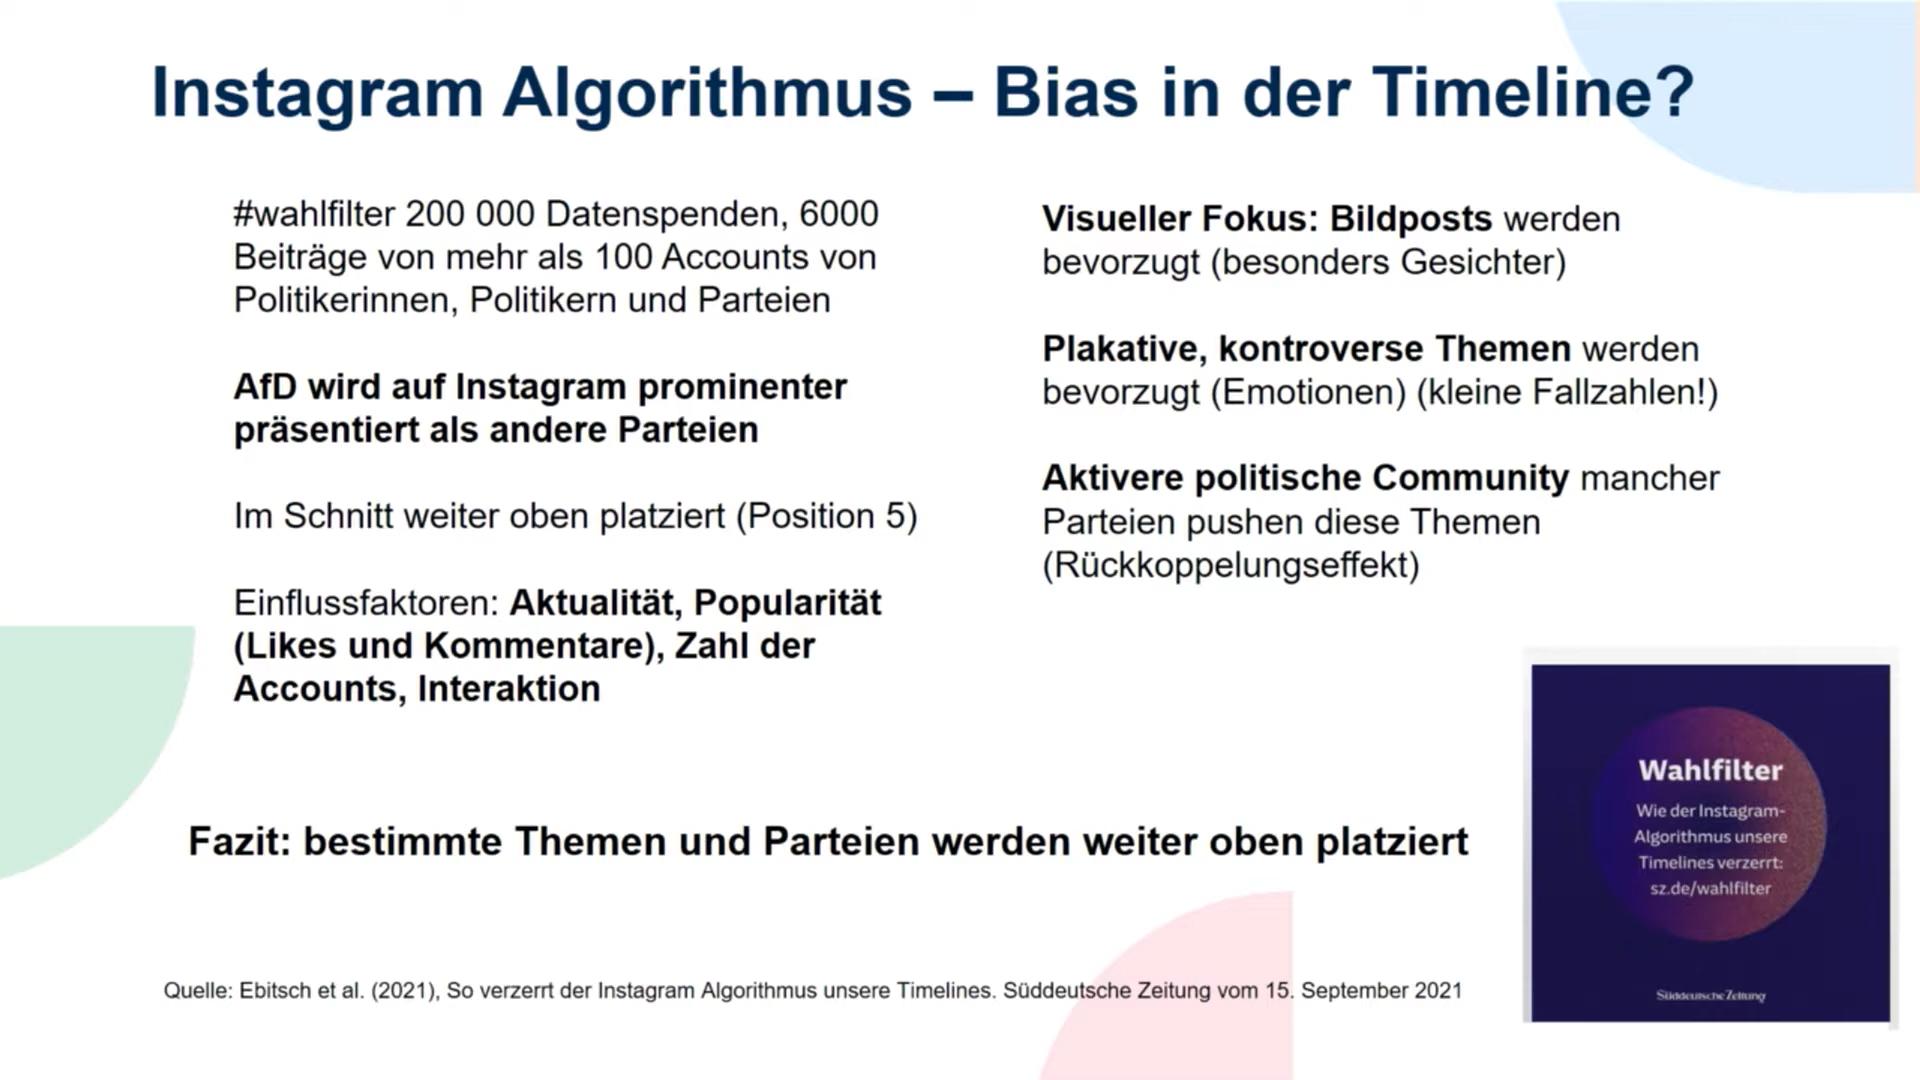 Instagram Algorithmus – Bias in der Timeline?
#wahlfilter 200 000 Datenspenden, 6000
Beiträge von mehr als 100 Accounts von
Politikerinnen, Politikern und Parteien
AfD wird auf Instagram prominenter
präsentiert als andere Parteien
Im Schnitt weiter oben platziert (Position 5)
Einflussfaktoren: Aktualität, Popularität
(Likes und Kommentare), Zahl der
Accounts, Interaktion
Visueller Fokus: Bildposts werden
bevorzugt (besonders Gesichter)
Plakative, kontroverse Themen werden
bevorzugt (Emotionen) (kleine Fallzahlen!)
Aktivere politische Community mancher
Parteien pushen diese Themen
(Rückkoppelungseffekt)
Fazit: bestimmte Themen und Parteien werden weiter oben platziert
Wahlfilter
Wie der Instagram-
Algorithmus unsere
Timelines verzerrt:
sz.de/wahlfilter
Süddeutsche Zeitung
Quelle: Ebitsch et al. (2021), So verzerrt der Instagram Algorithmus unsere Timelines. Süddeutsche Zeitung vom 15. September 2021